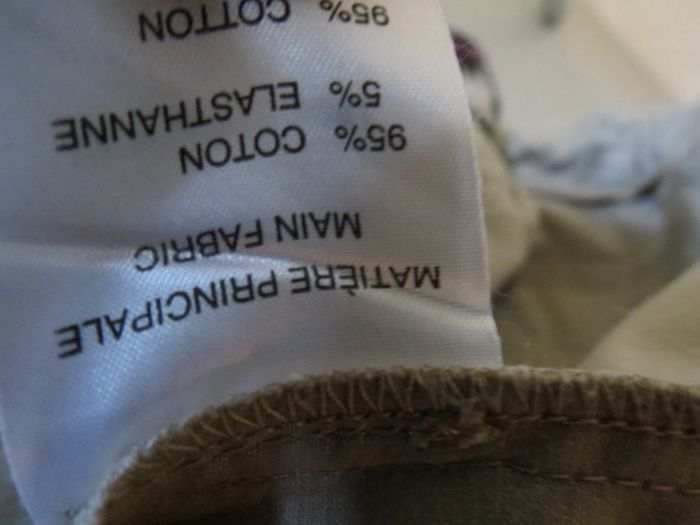 MATIÈRE PRINCIPALE
MAIN FABRIC
95% COTON
5% ELASTHANNE
95% COTTON